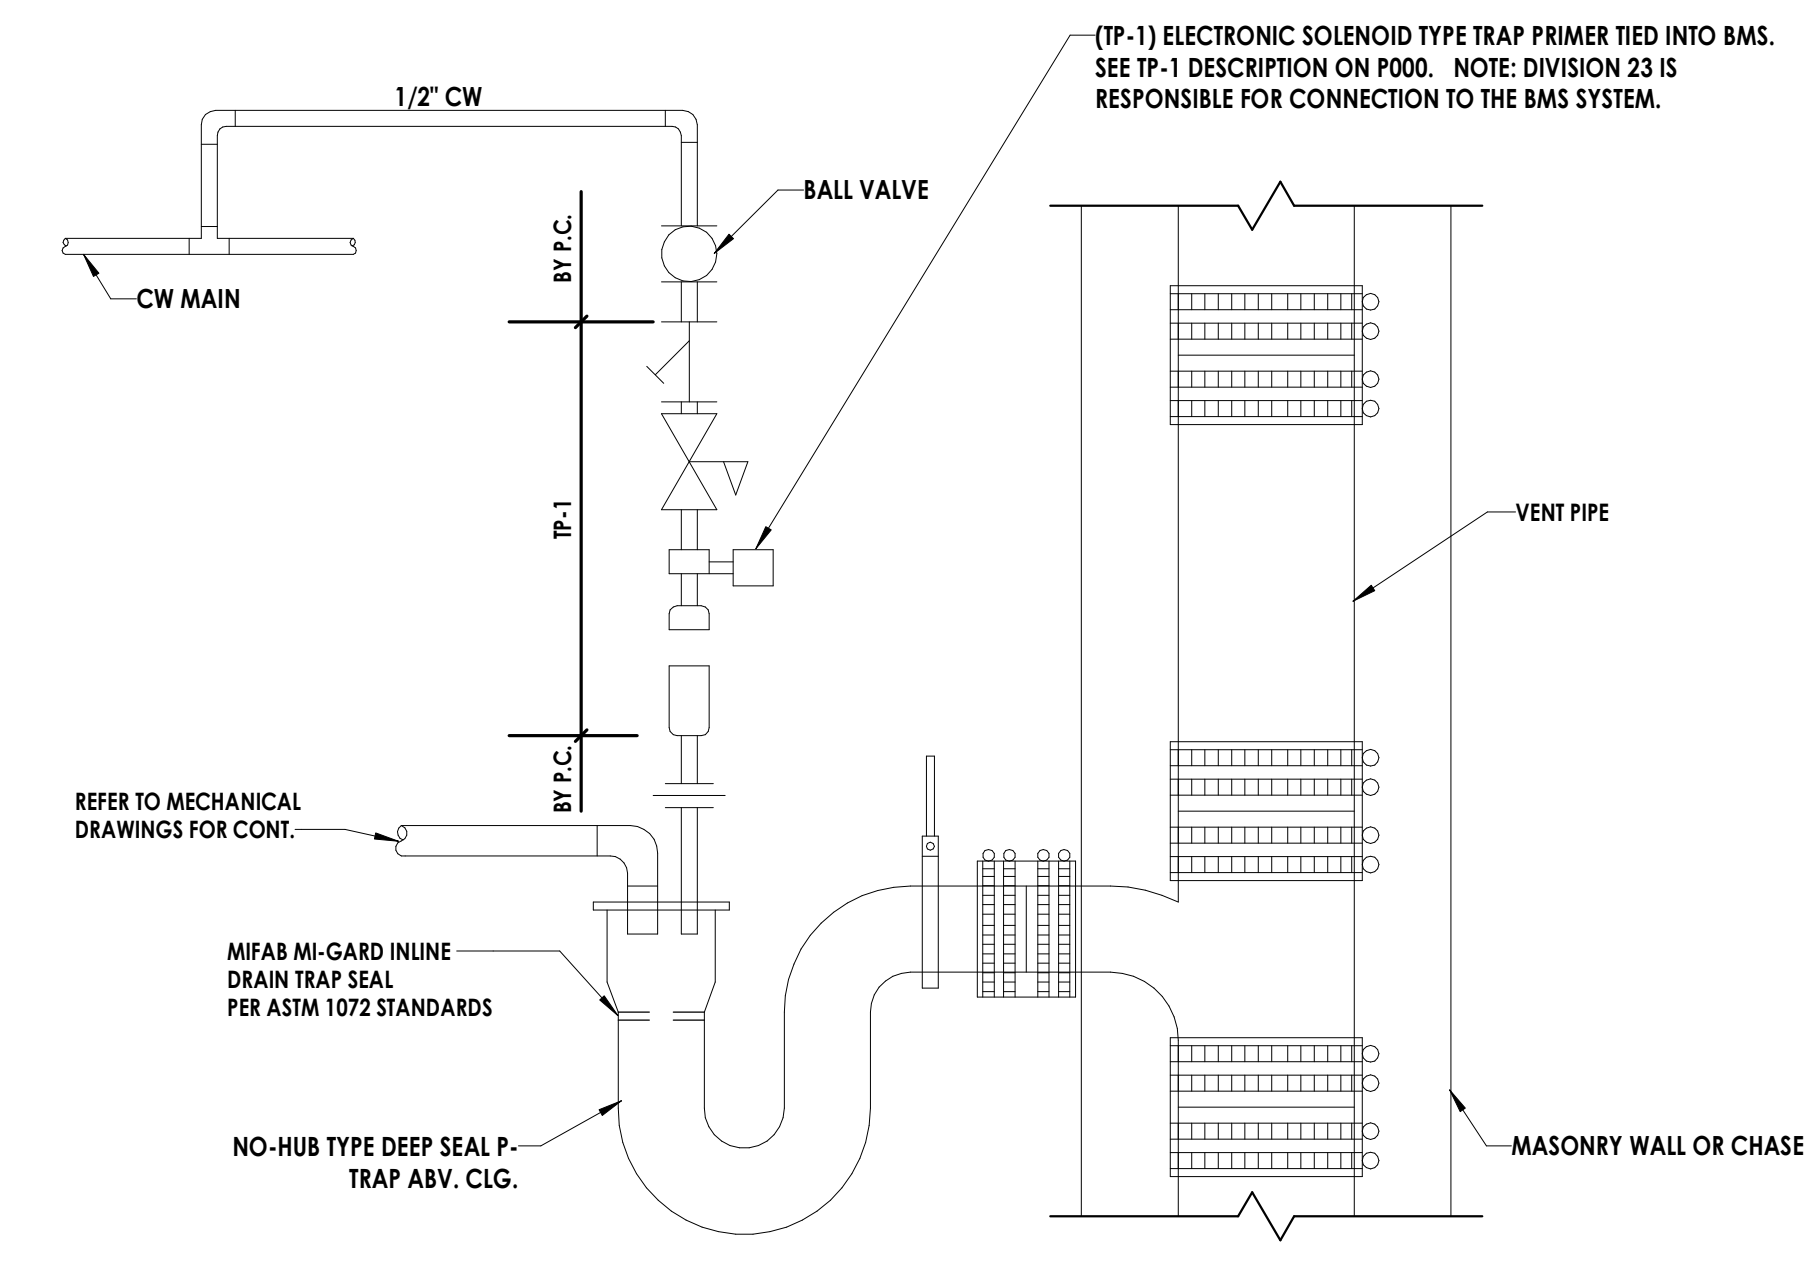 (TP-1) ELECTRONIC SOLENOID TYPE TRAP PRIMER TIED INTO BMS.
SEE TP-1 DESCRIPTION ON P000. NOTE: DIVISION 23 IS
RESPONSIBLE FOR CONNECTION TO THE BMS SYSTEM.
1/2" CW
BALL VALVE
BY P.C.
CW MAIN
TP-1
VENT PIPE
BY P.C.
REFER TO MECHANICAL
DRAWINGS FOR CONT.
MIFAB MI-GARD INLINE
DRAIN TRAP SEAL
PER ASTM 1072 STANDARDS
NO-HUB TYPE DEEP SEAL P-
TRAP ABV. CLG.
MASONRY WALL OR CHASE